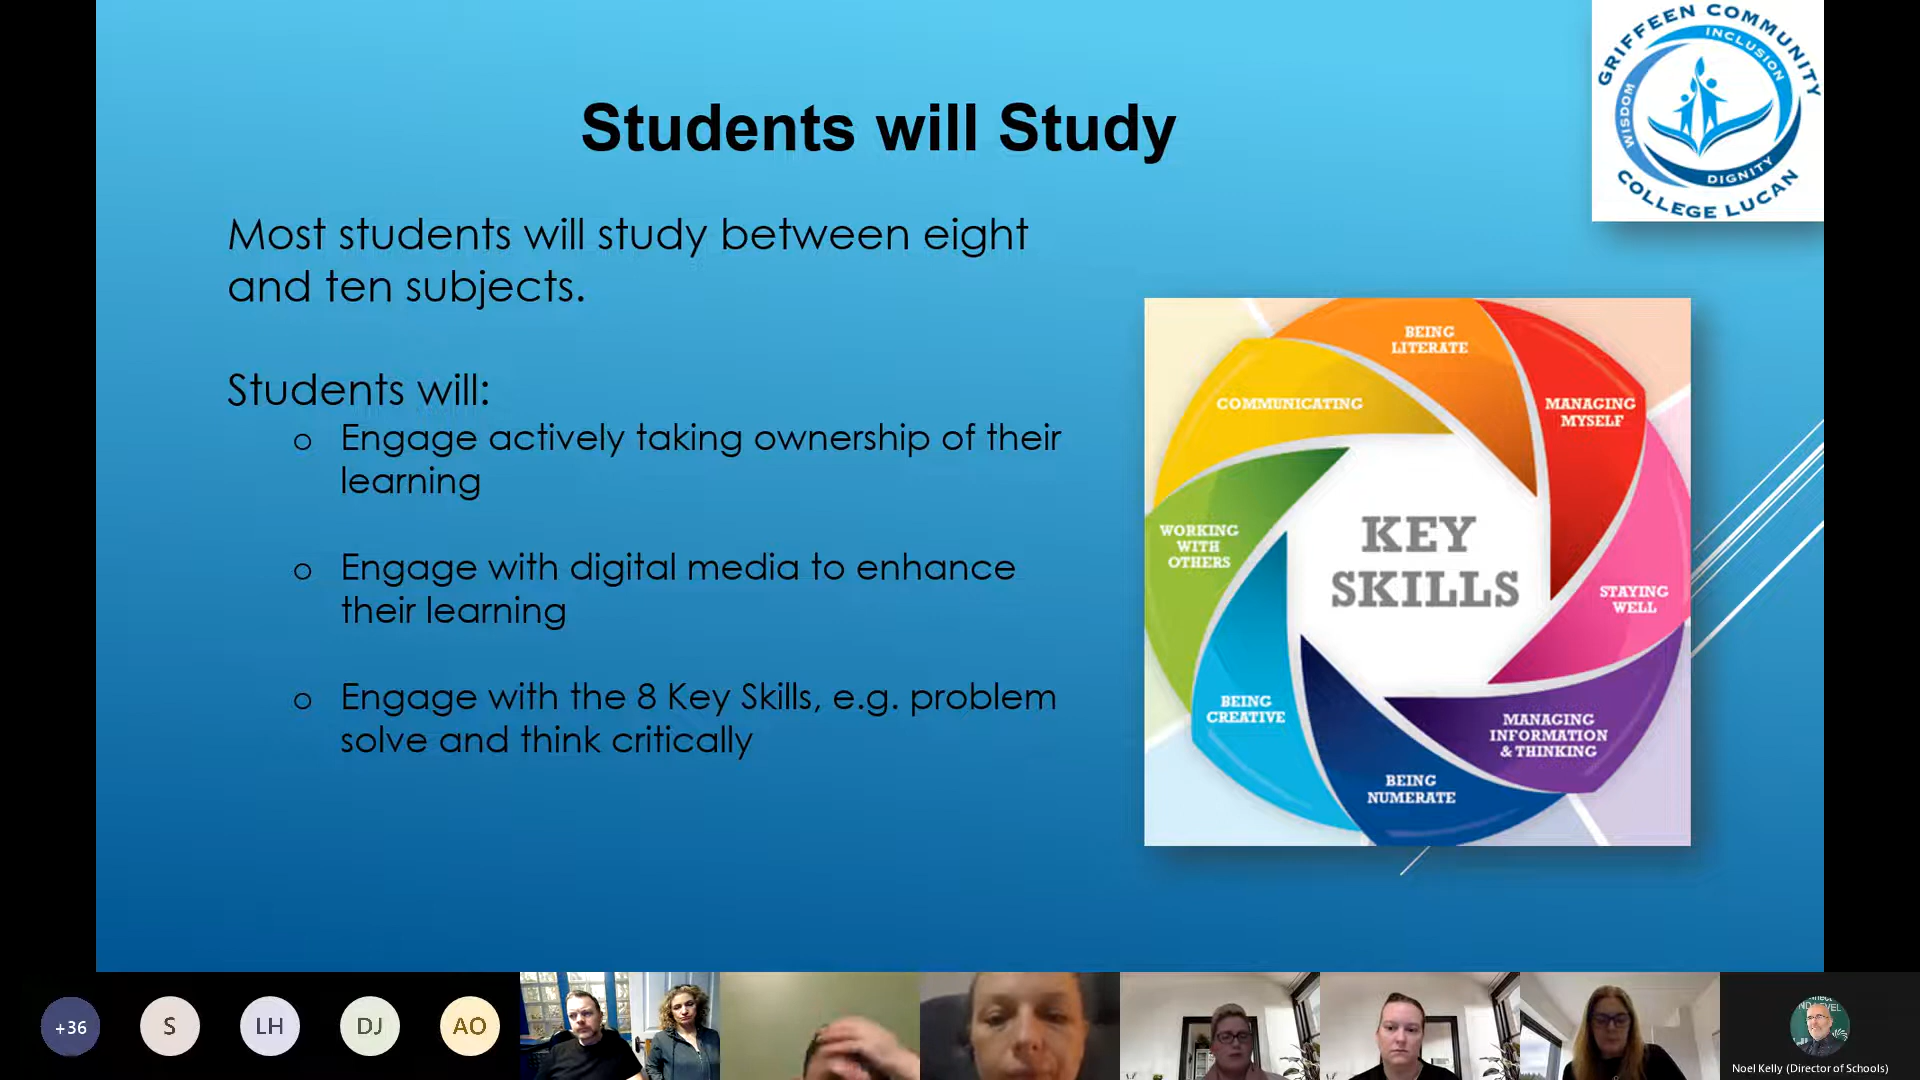 GRIFFEEN COMMUNITY
INCLUSION
WISDOM
DIGNITY
COLLEGE LUCAN
Students will Study
Most students will study between eight
and ten subjects.
Students will:
o Engage actively taking ownership of their
learning
o Engage with digital media to enhance
their learning
o Engage with the 8 Key Skills, e.g. problem
solve and think critically
BEING
LITERATE
MANAGING
MYSELF
COMMUNICATING
WORKING
WITH
OTHERS
KEY
SKILLS
STAYING
WELL
BEING
CREATIVE
MANAGING
INFORMATION
& THINKING
BEING
NUMERATE
+36
S
LH
DJ
AO
Noel Kelly (Director of Schools)